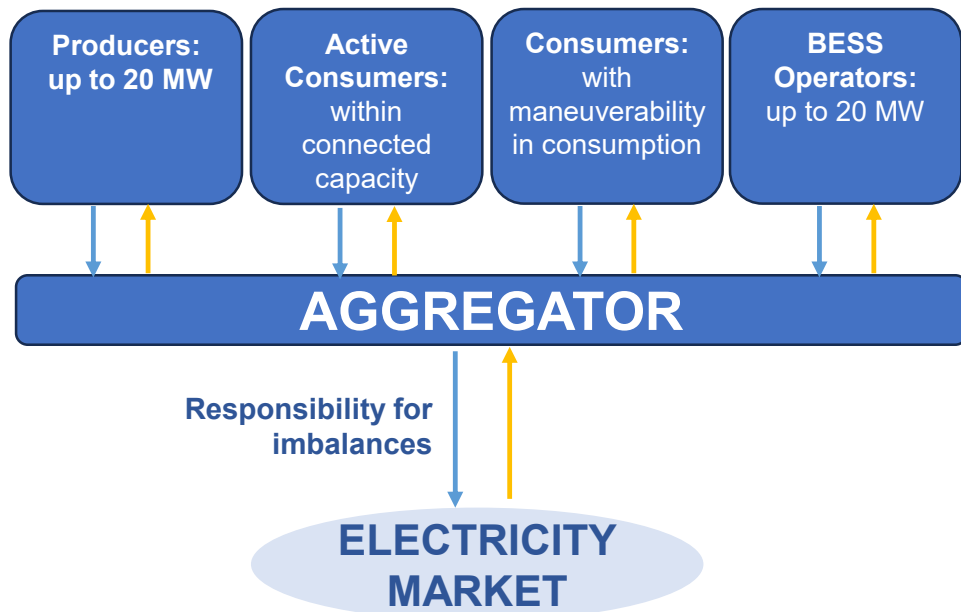 Producers:
up to 20 MW
Active
Consumers:
within
connected
capacity
Consumers:
with
maneuverability
in consumption
BESS
Operators:
up to 20 MW
AGGREGATOR
Responsibility for
imbalances
ELECTRICITY
MARKET